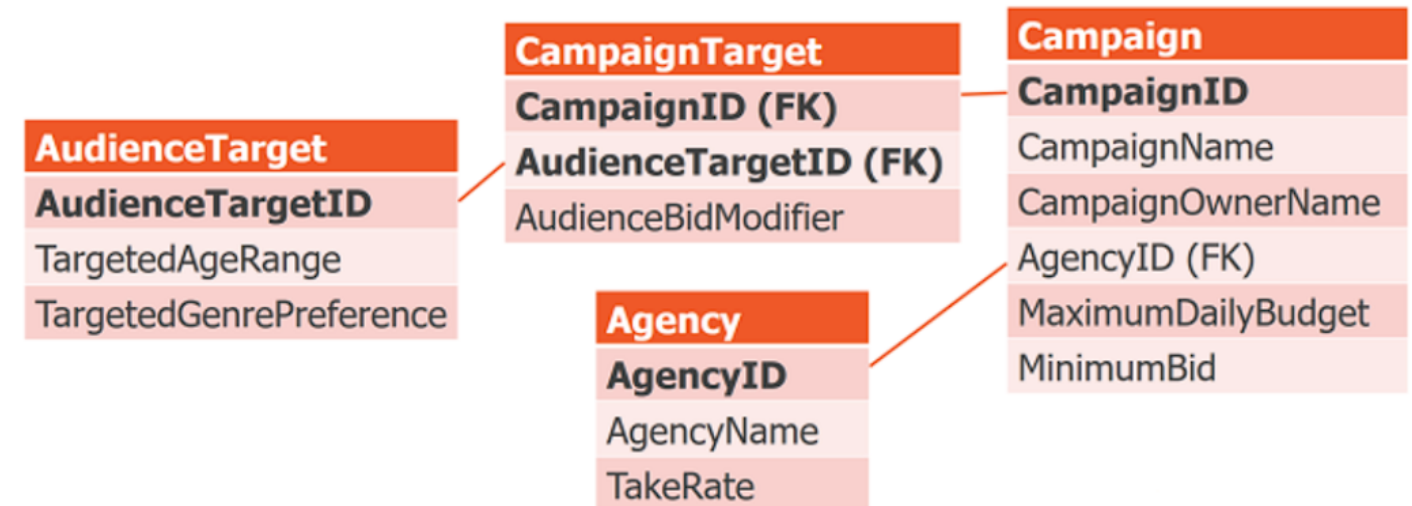 AudienceTarget
AudienceTargetID
TargetedAgeRange
TargetedGenrePreference
CampaignTarget
CampaignID (FK)
AudienceTargetID (FK)
AudienceBidModifier
Agency
AgencyID
AgencyName
TakeRate
Campaign
CampaignID
CampaignName
CampaignOwnerName
AgencyID (FK)
MaximumDailyBudget
MinimumBid